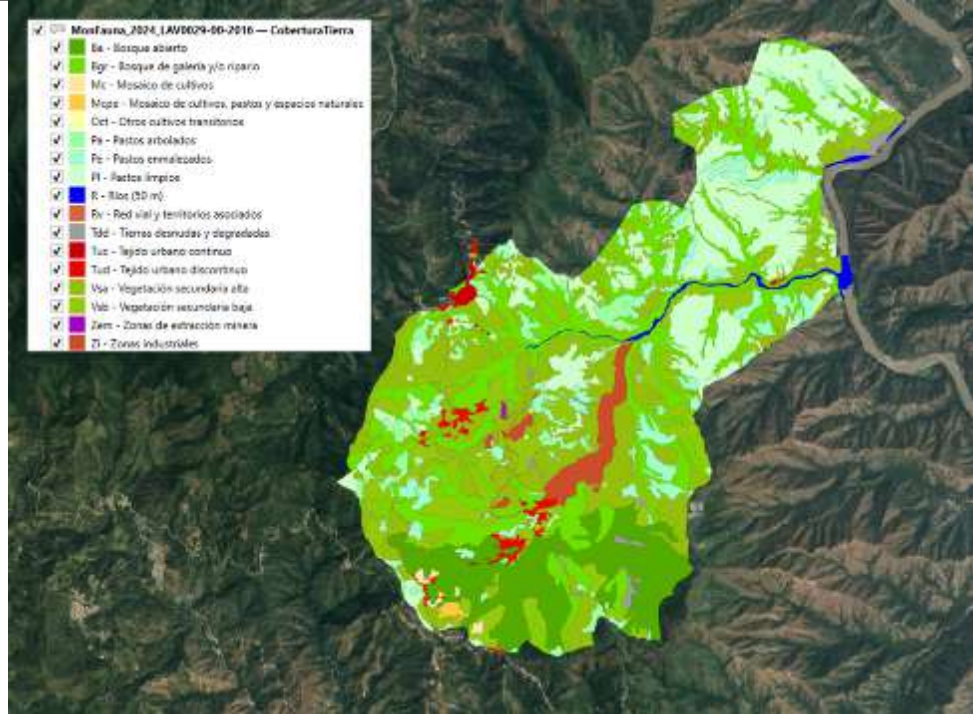 MonFauna_2024_LAV0029-00-2016 — CoberturaTierra
Ba - Bosque abierto
Bgr - Bosque de galería y/o ripario
Mc - Mosaico de cultivos
Mcpe - Mosaico de cultivos, pastos y espacios naturales
Oct - Otros cultivos transitorios
Pa - Pastos arbolados
Pe - Pastos enmalezados
Pl - Pastos limpios
R - Ríos (50 m)
Rv - Red vial y territorios asociados
Tdd - Tierras desnudas y degradadas
Tuc - Tejido urbano continuo
Tud - Tejido urbano discontinuo
Vsa - Vegetación secundaria alta
Vsb - Vegetación secundaria baja
Zem - Zonas de extracción minera
Zi - Zonas industriales